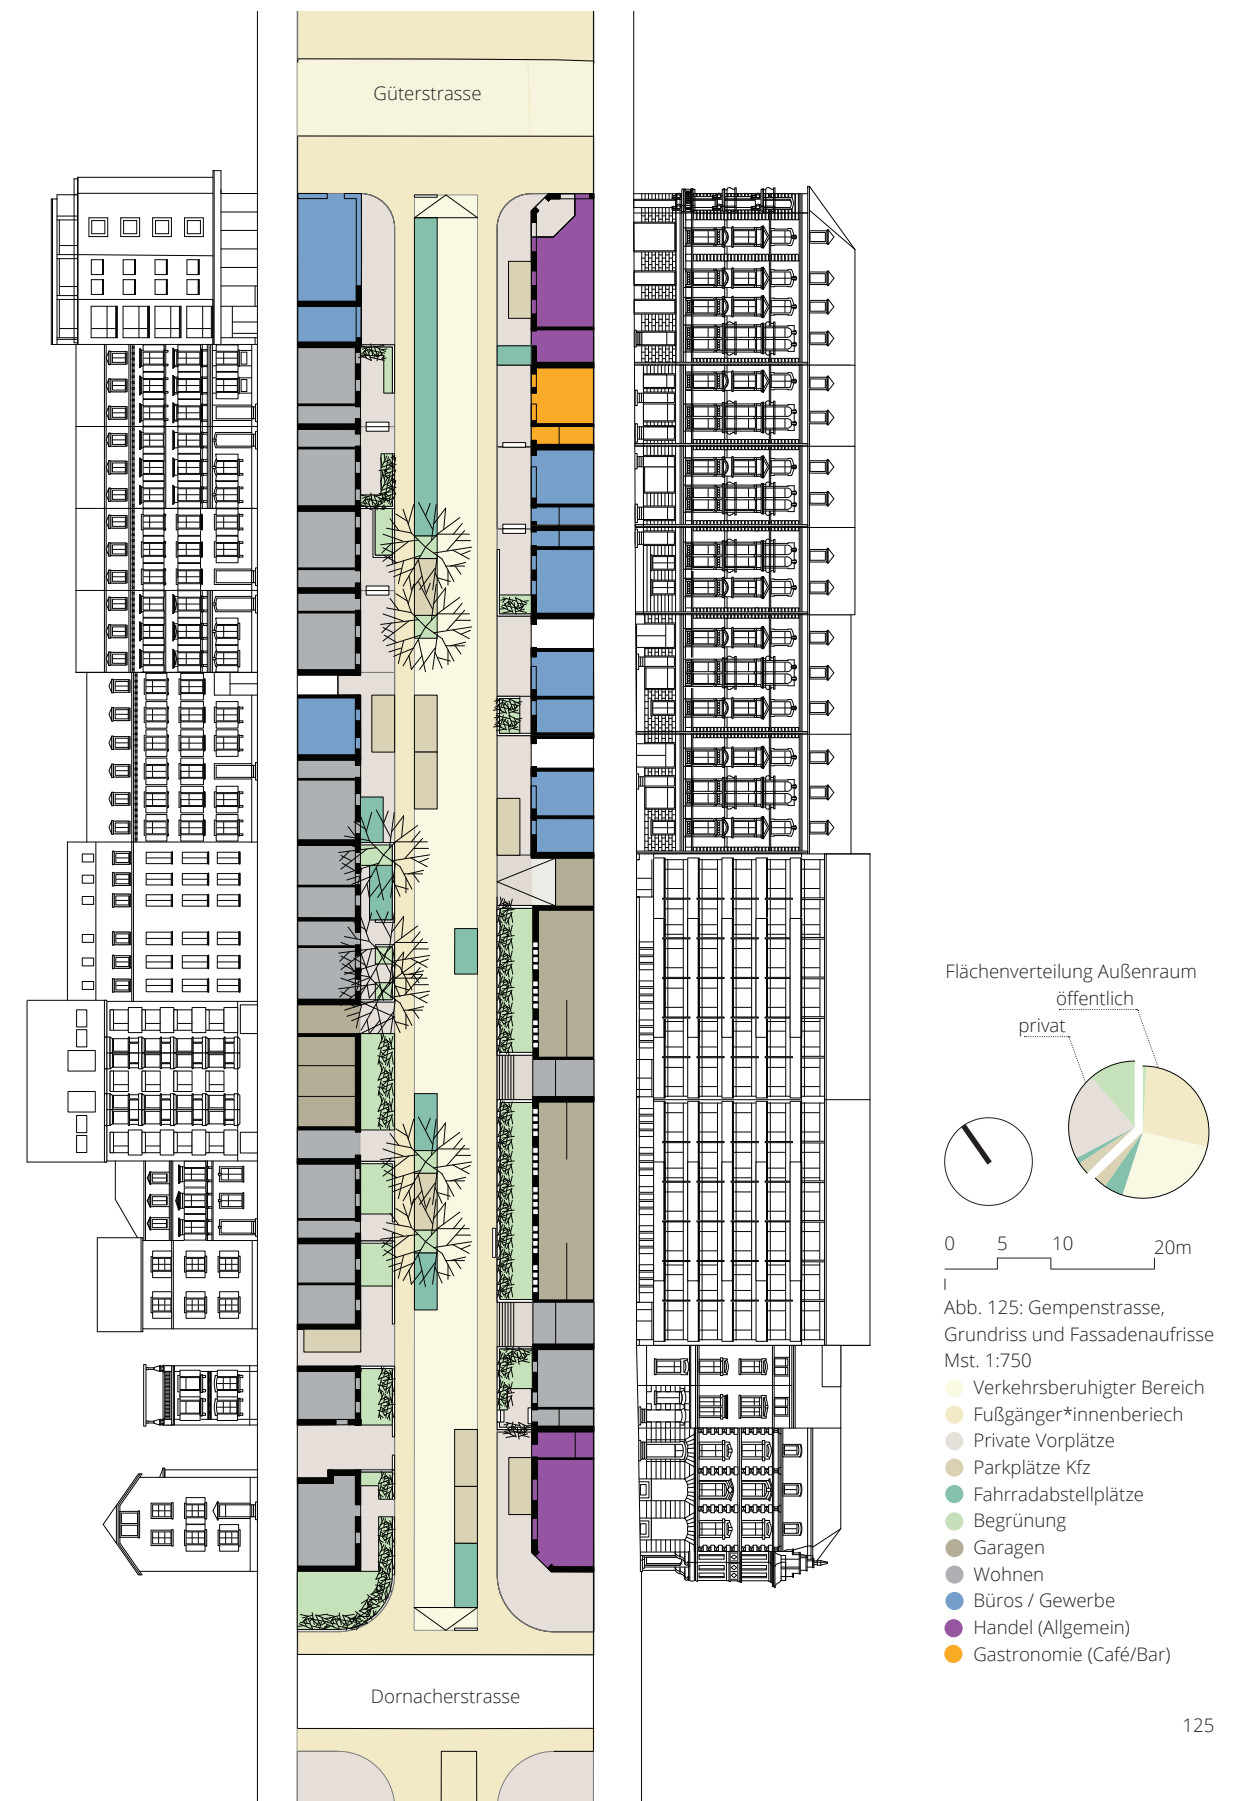 Güterstrasse
Flächenverteilung Außenraum
öffentlich
privat
0 5 10 20m
Abb. 125: Gempenstrasse,
Grundriss und Fassadenaufrisse
Mst. 1:750
Verkehrsberuhigter Bereich
Fußgänger*innenberiech
Private Vorplätze
Parkplätze Kfz
Fahrradabstellplätze
Begrünung
Garagen
Wohnen
Büros / Gewerbe
Handel (Allgemein)
Gastronomie (Café/Bar)
Dornacherstrasse
125